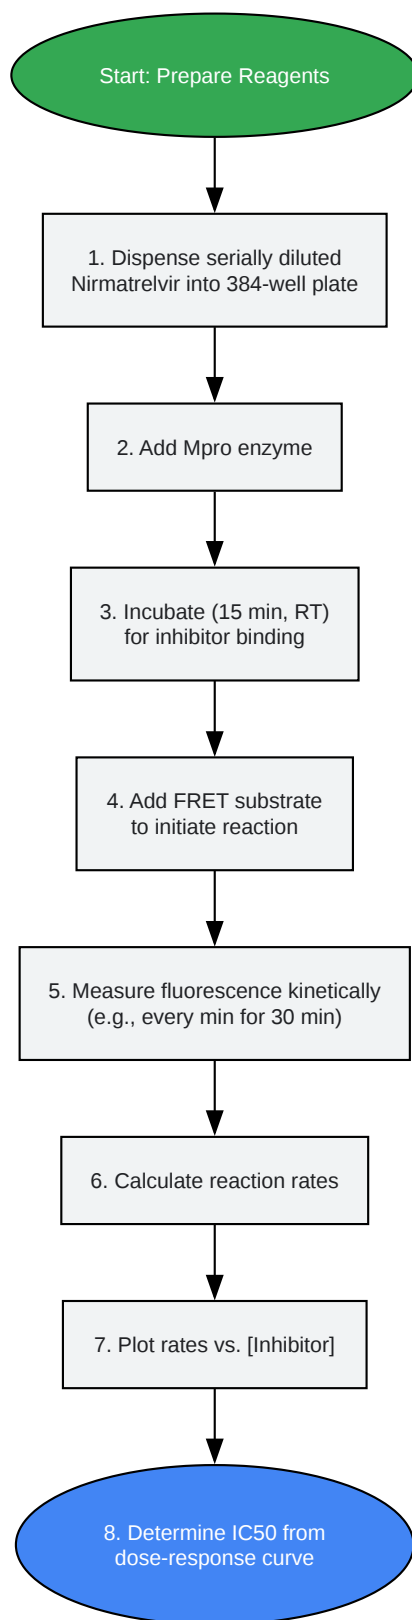 Start: Prepare Reagents
1. Dispense serially diluted
Nirmatrelvir into 384-well plate
2. Add Mpro enzyme
3. Incubate (15 min, RT)
for inhibitor binding
4. Add FRET substrate
to initiate reaction
5. Measure fluorescence kinetically
(e.g., every min for 30 min)
6. Calculate reaction rates
7. Plot rates vs. [Inhibitor]
8. Determine IC50 from
dose-response curve